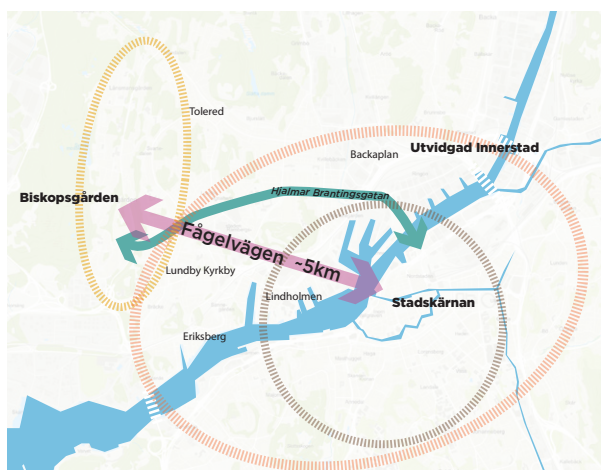 Tolered
Utvidgad Innerstad
Backaplan
Biskopsgården
Hjalmar Brantingsgatan
Fågelvägen ~5km
Lundby Kyrkby
Lindholmen
Stadskärnan
Eriksberg